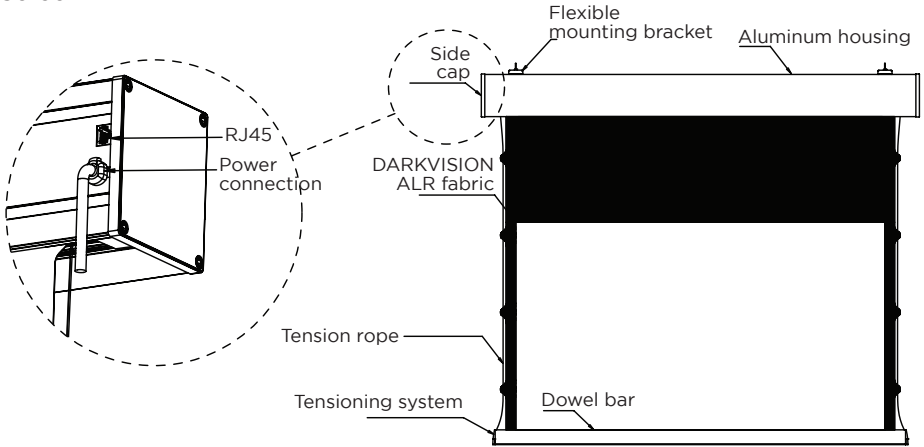 Flexible
mounting bracket
Aluminum housing
Side
cap
RJ45
Power
connection
DARKVISION
ALR fabric
Tension rope
Tensioning system
Dowel bar